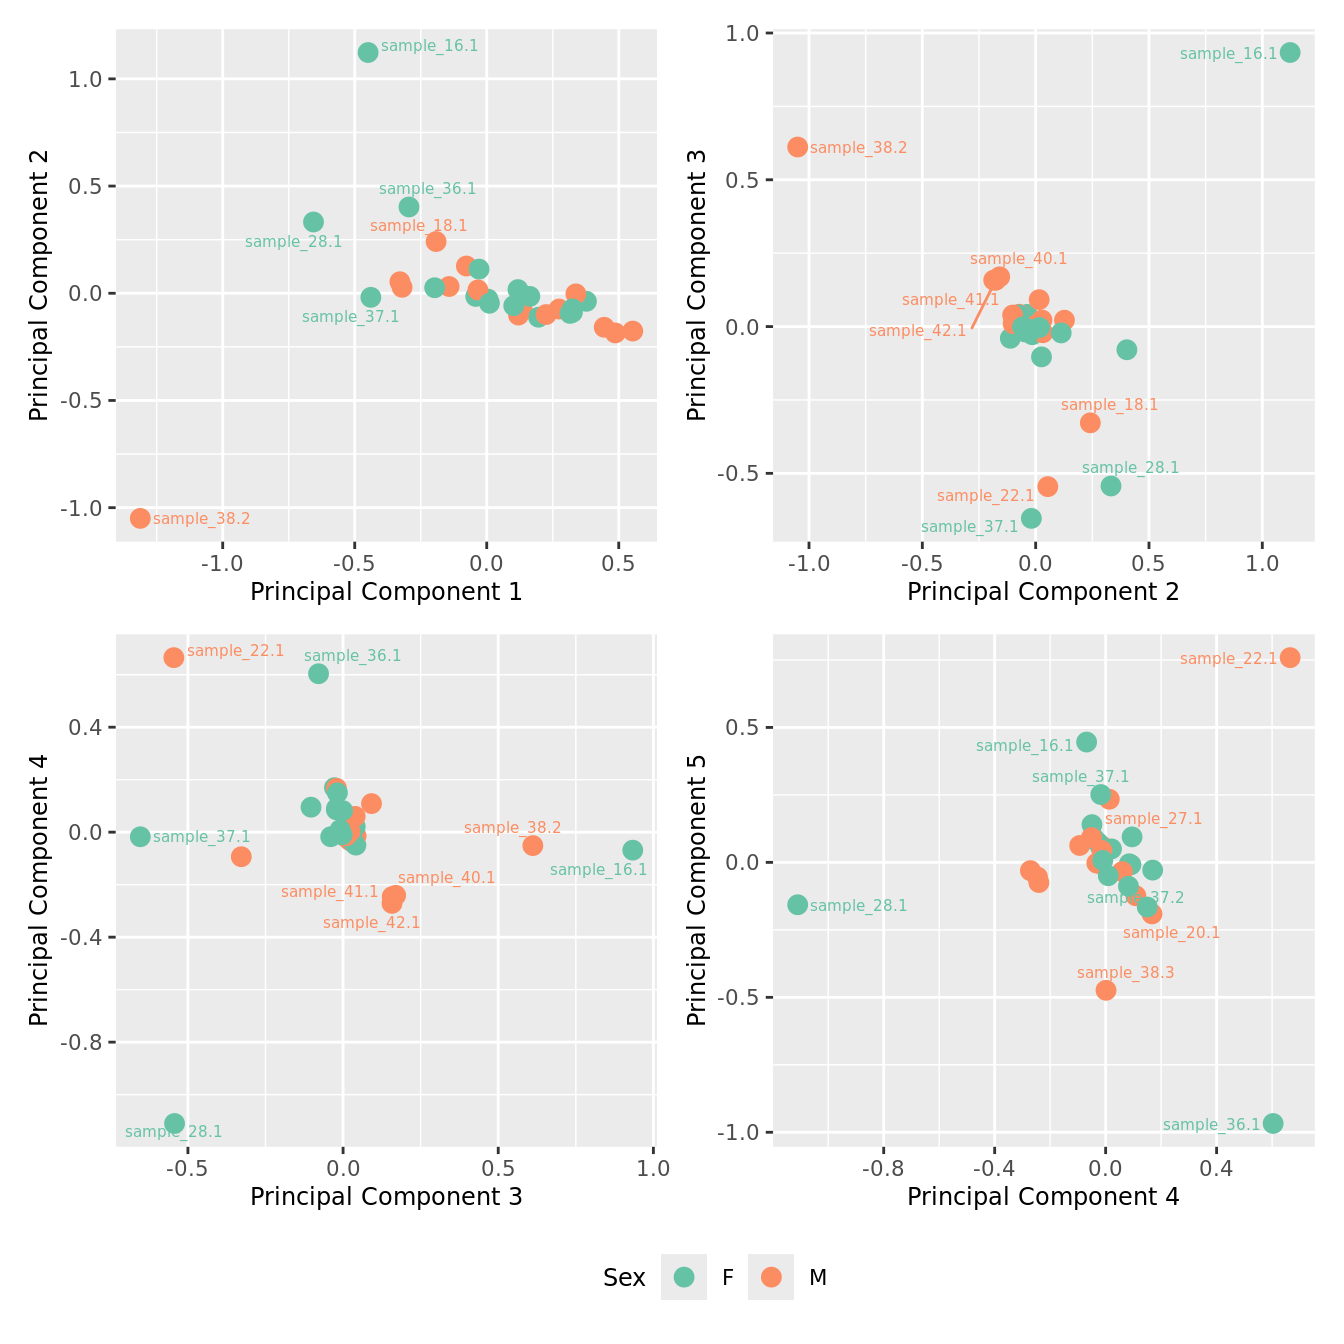 sample_16.1
sample_36.1
sample_28.1
sample_18.1
sample_37.1
sample_38.2
1.0
0.5
0.0
-0.5
-1.0
Principal Component 2
-1.0
-0.5
0.0
0.5
Principal Component 1
sample_16.1
sample_38.2
sample_40.1
sample_41.1
sample_42.1
sample_18.1
sample_28.1
sample_22.1
sample_37.1
1.0
0.5
0.0
-0.5
Principal Component 3
-1.0
-0.5
0.0
0.5
1.0
Principal Component 2
sample_22.1
sample_36.1
sample_37.1
sample_38.2
sample_16.1
sample_40.1
sample_41.1
sample_42.1
sample_28.1
0.4
0.0
-0.4
-0.8
Principal Component 4
-0.5
0.0
0.5
1.0
Principal Component 3
sample_22.1
sample_16.1
sample_37.1
sample_27.1
sample_37.2
sample_28.1
sample_20.1
sample_38.3
sample_36.1
0.5
0.0
-0.5
-1.0
Principal Component 5
-0.8
-0.4
0.0
0.4
Principal Component 4
Sex
F
M